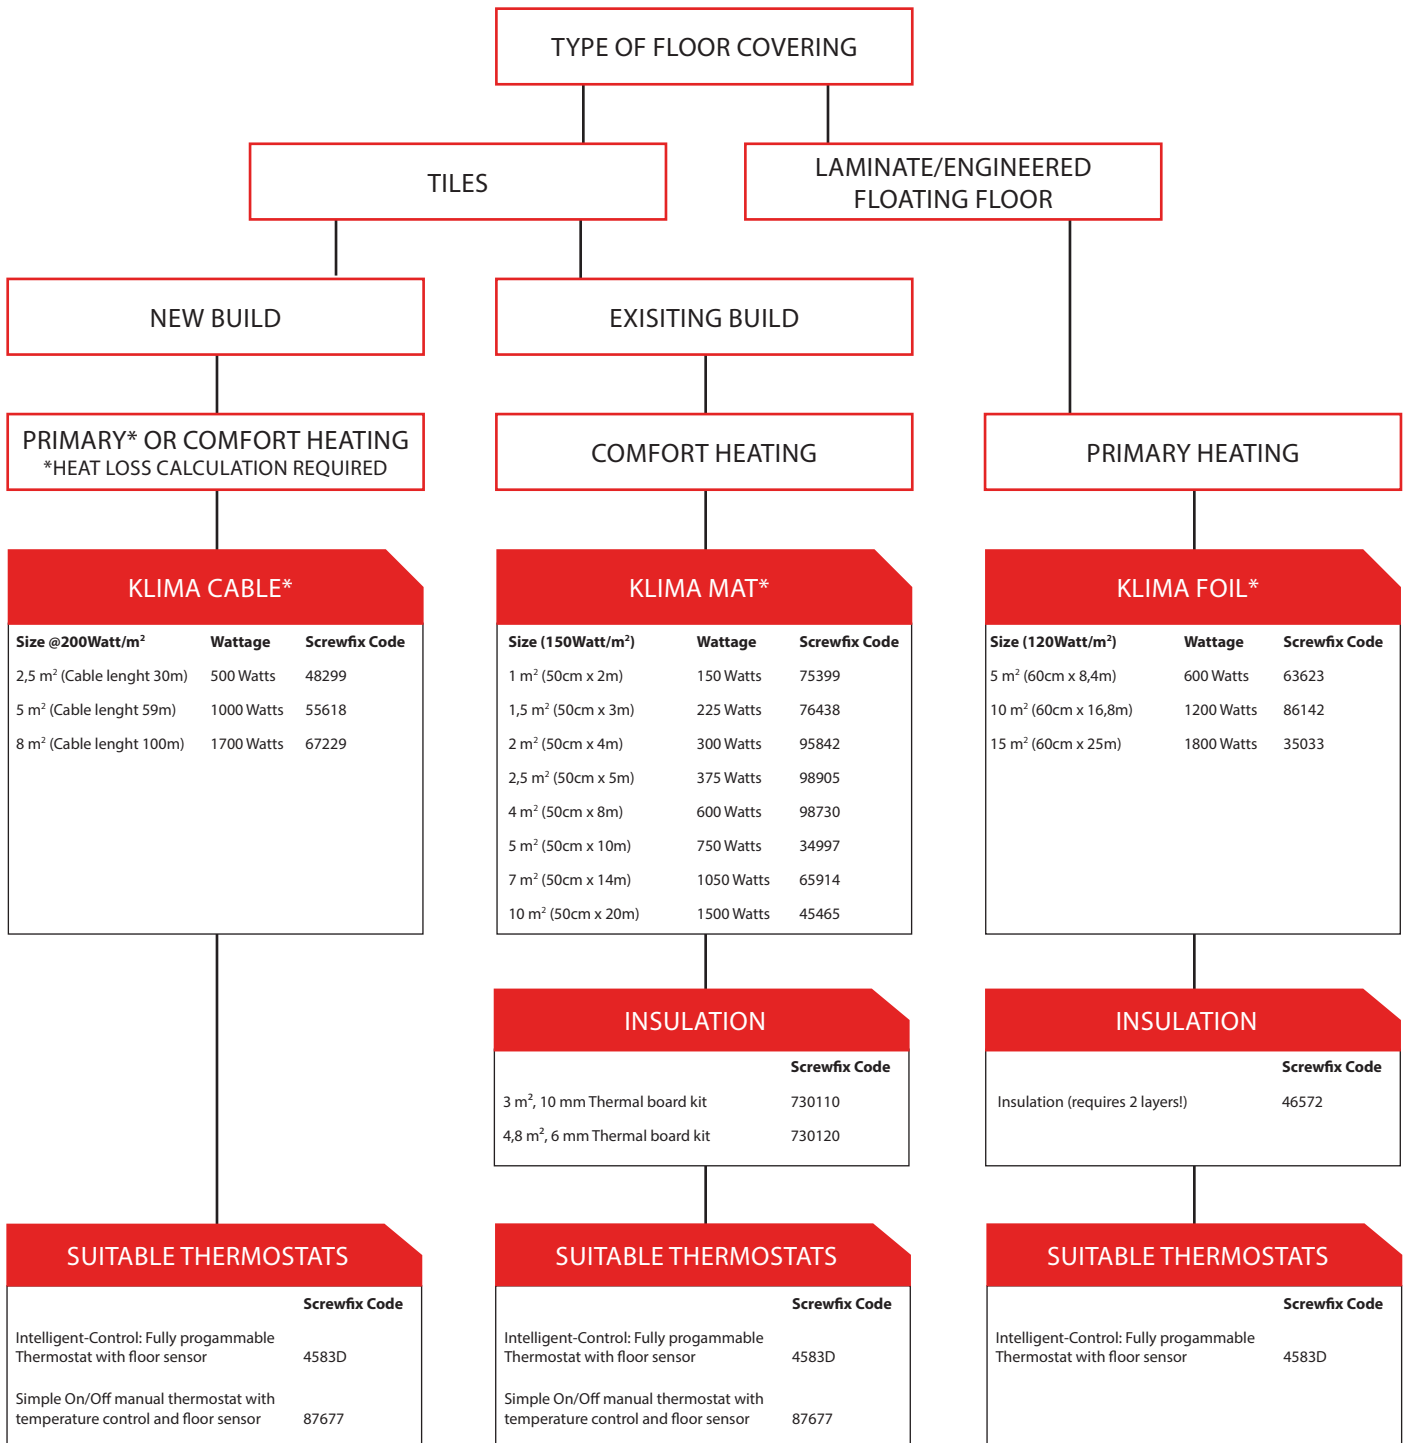 TYPE OF FLOOR COVERING
TILES
LAMINATE/ENGINEERED
FLOATING FLOOR
NEW BUILD
EXISITING BUILD
PRIMARY* OR COMFORT HEATING
*HEAT LOSS CALCULATION REQUIRED
COMFORT HEATING
PRIMARY HEATING
KLIMA CABLE*
Size @200Watt/m² Wattage Screwfix Code
2,5 m² (Cable lenght 30m) 500 Watts 48299
5 m² (Cable lenght 59m) 1000 Watts 55618
8 m² (Cable lenght 100m) 1700 Watts 67229
KLIMA MAT*
Size (150Watt/m²) Wattage Screwfix Code
1 m² (50cm x 2m) 150 Watts 75399
1,5 m² (50cm x 3m) 225 Watts 76438
2 m² (50cm x 4m) 300 Watts 95842
2,5 m² (50cm x 5m) 375 Watts 98905
4 m² (50cm x 8m) 600 Watts 98730
5 m² (50cm x 10m) 750 Watts 34997
7 m² (50cm x 14m) 1050 Watts 65914
10 m² (50cm x 20m) 1500 Watts 45465
KLIMA FOIL*
Size (120Watt/m²) Wattage Screwfix Code
5 m² (60cm x 8,4m) 600 Watts 63623
10 m² (60cm x 16,8m) 1200 Watts 86142
15 m² (60cm x 25m) 1800 Watts 35033
INSULATION
Screwfix Code
3 m², 10 mm Thermal board kit 730110
4,8 m², 6 mm Thermal board kit 730120
INSULATION
Screwfix Code
Insulation (requires 2 layers!) 46572
SUITABLE THERMOSTATS
Screwfix Code
Intelligent-Control: Fully progammable
Thermostat with floor sensor 4583D
Simple On/Off manual thermostat with
temperature control and floor sensor 87677
SUITABLE THERMOSTATS
Screwfix Code
Intelligent-Control: Fully progammable
Thermostat with floor sensor 4583D
Simple On/Off manual thermostat with
temperature control and floor sensor 87677
SUITABLE THERMOSTATS
Screwfix Code
Intelligent-Control: Fully progammable
Thermostat with floor sensor 4583D